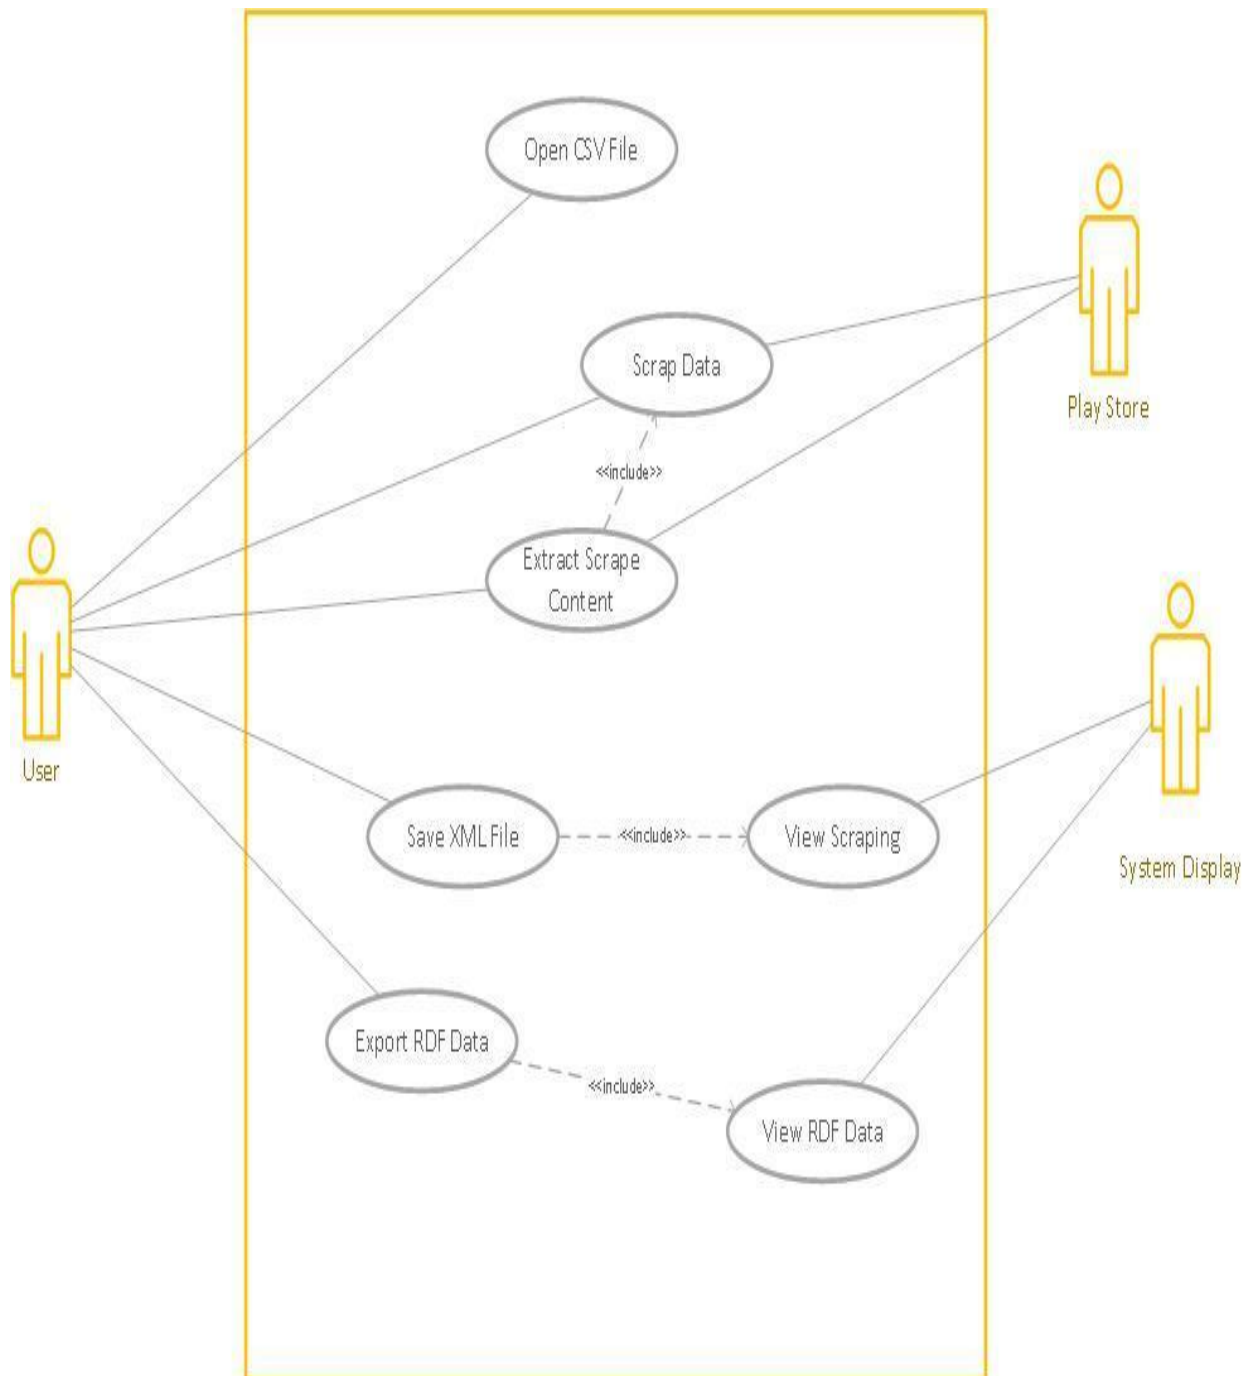 Open CSV File
Scrap Data
Play Store
<<include>>
Extract Scrape
Content
User
Save XML File
<<include>>
View Scraping
System Display
Export RDF Data
<<include>>
View RDF Data